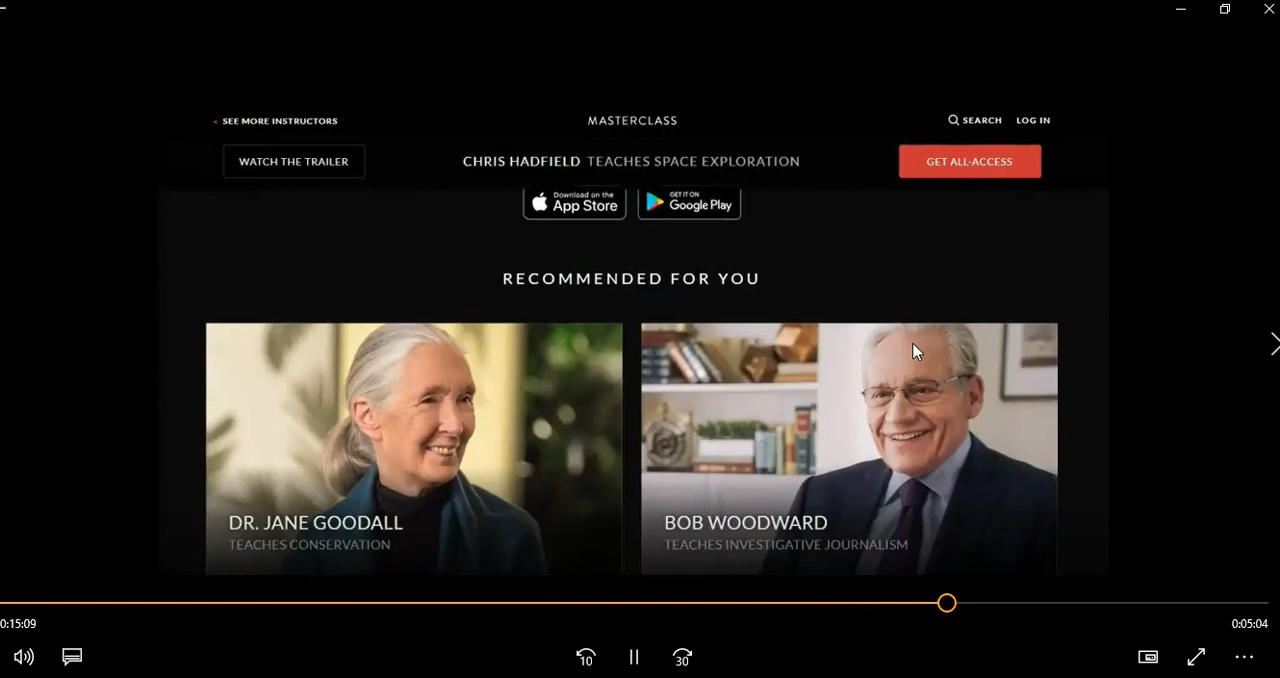 < SEE MORE INSTRUCTORS
MASTERCLASS
SEARCH LOG IN
WATCH THE TRAILER
CHRIS HADFIELD TEACHES SPACE EXPLORATION
GET ALL-ACCESS
Download on the
App Store
GET IT ON
Google Play
RECOMMENDED FOR YOU
DR. JANE GOODALL
TEACHES CONSERVATION
BOB WOODWARD
TEACHES INVESTIGATIVE JOURNALISM
0:15:09
0:05:04
10
30